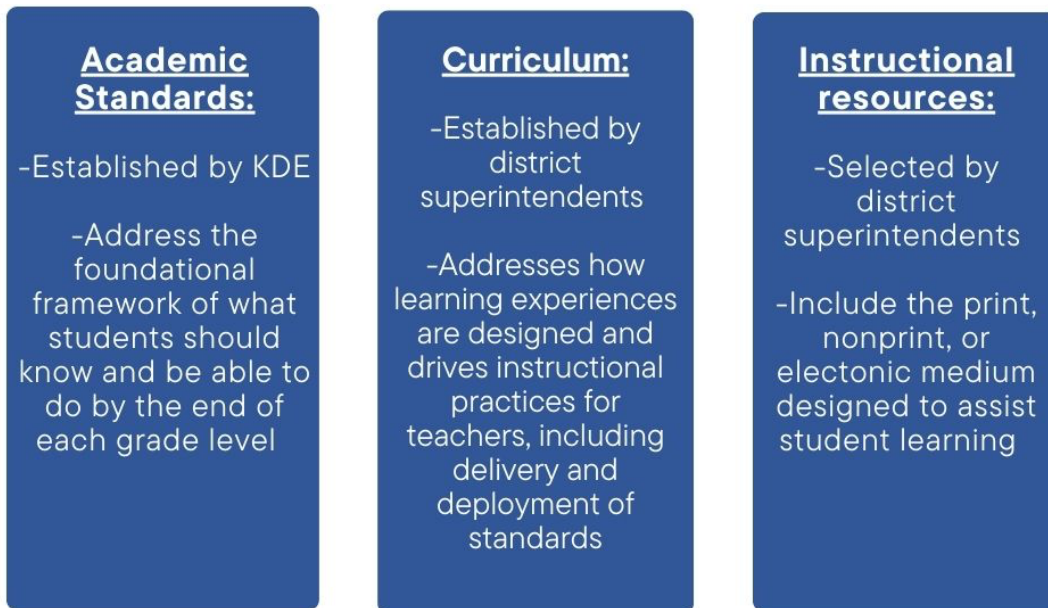 Academic
Standards:
-Established by KDE
-Address the
foundational
framework of what
students should
know and be able to
do by the end of
each grade level
Curriculum:
-Established by
district
superintendents
-Addresses how
learning experiences
are designed and
drives instructional
practices for
teachers, including
delivery and
deployment of
standards
Instructional
resources:
-Selected by
district
superintendents
-Include the print,
nonprint, or
electonic medium
designed to assist
student learning